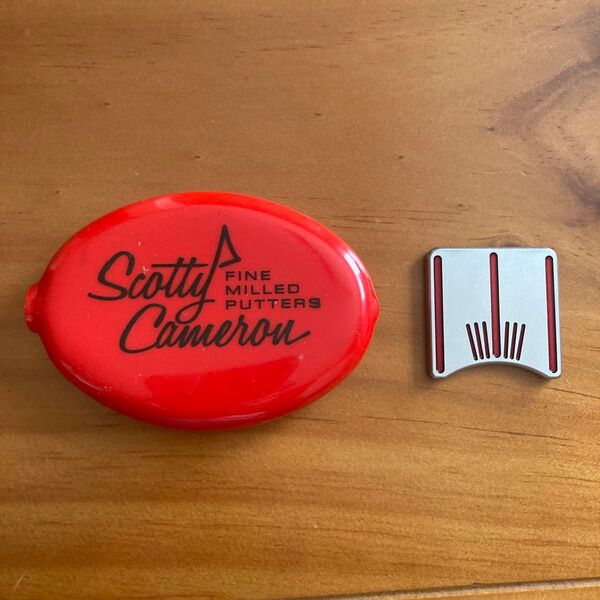 Scotty
FINE
MILLED
PUTTERS
Cameron